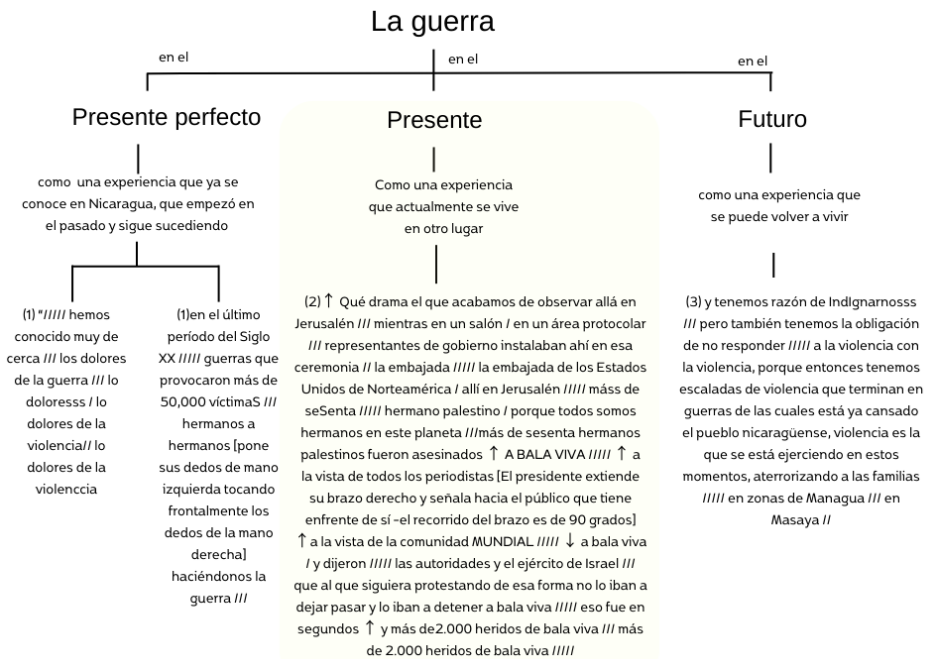 La guerra
en el
en el
en el
Presente perfecto
como una experiencia que ya se
conoce en Nicaragua, que empezó en
el pasado y sigue sucediendo
(1) "///// hemos
conocido muy de
cerca /// los dolores
de la guerra /// lo
doloresss / lo
dolores de la
violencia// lo
dolores de la
violenccia
(1)en el último
período del Siglo
XX ///// guerras que
provocaron más de
50,000 víctimaS ///
hermanos a
hermanos [pone
sus dedos de mano
izquierda tocando
frontalmente los
dedos de la mano
derecha]
haciéndonos la
guerra ///
Presente
Como una experiencia
que actualmente se vive
en otro lugar
(2) ↑ Qué drama el que acabamos de observar allá en
Jerusalén /// mientras en un salón / en un área protocolar
/// representantes de gobierno instalaban ahí en esa
ceremonia // la embajada ///// la embajada de los Estados
Unidos de Norteamérica / allí en Jerusalén ///// máss de
seSenta ///// hermano palestino / porque todos somos
hermanos en este planeta ///más de sesenta hermanos
palestinos fueron asesinados ↑ A BALA VIVA ///// ↑ a
la vista de todos los periodistas [El presidente extiende
su brazo derecho y señala hacia el público que tiene
enfrente de sí -el recorrido del brazo es de 90 grados]
↑ a la vista de la comunidad MUNDIAL ///// ↓ a bala viva
/ y dijeron ///// las autoridades y el ejército de Israel ///
que al que siguiera protestando de esa forma no lo iban a
dejar pasar y lo iban a detener a bala viva ///// eso fue en
segundos ↑ y más de2.000 heridos de bala viva /// más
de 2.000 heridos de bala viva /////
Futuro
como una experiencia que
se puede volver a vivir
(3) y tenemos razón de IndIgnarnosss
/// pero también tenemos la obligación
de no responder ///// a la violencia con
la violencia, porque entonces tenemos
escaladas de violencia que terminan en
guerras de las cuales está ya cansado
el pueblo nicaragüense, violencia es la
que se está ejerciendo en estos
momentos, aterrorizando a las familias
///// en zonas de Managua /// en
Masaya //